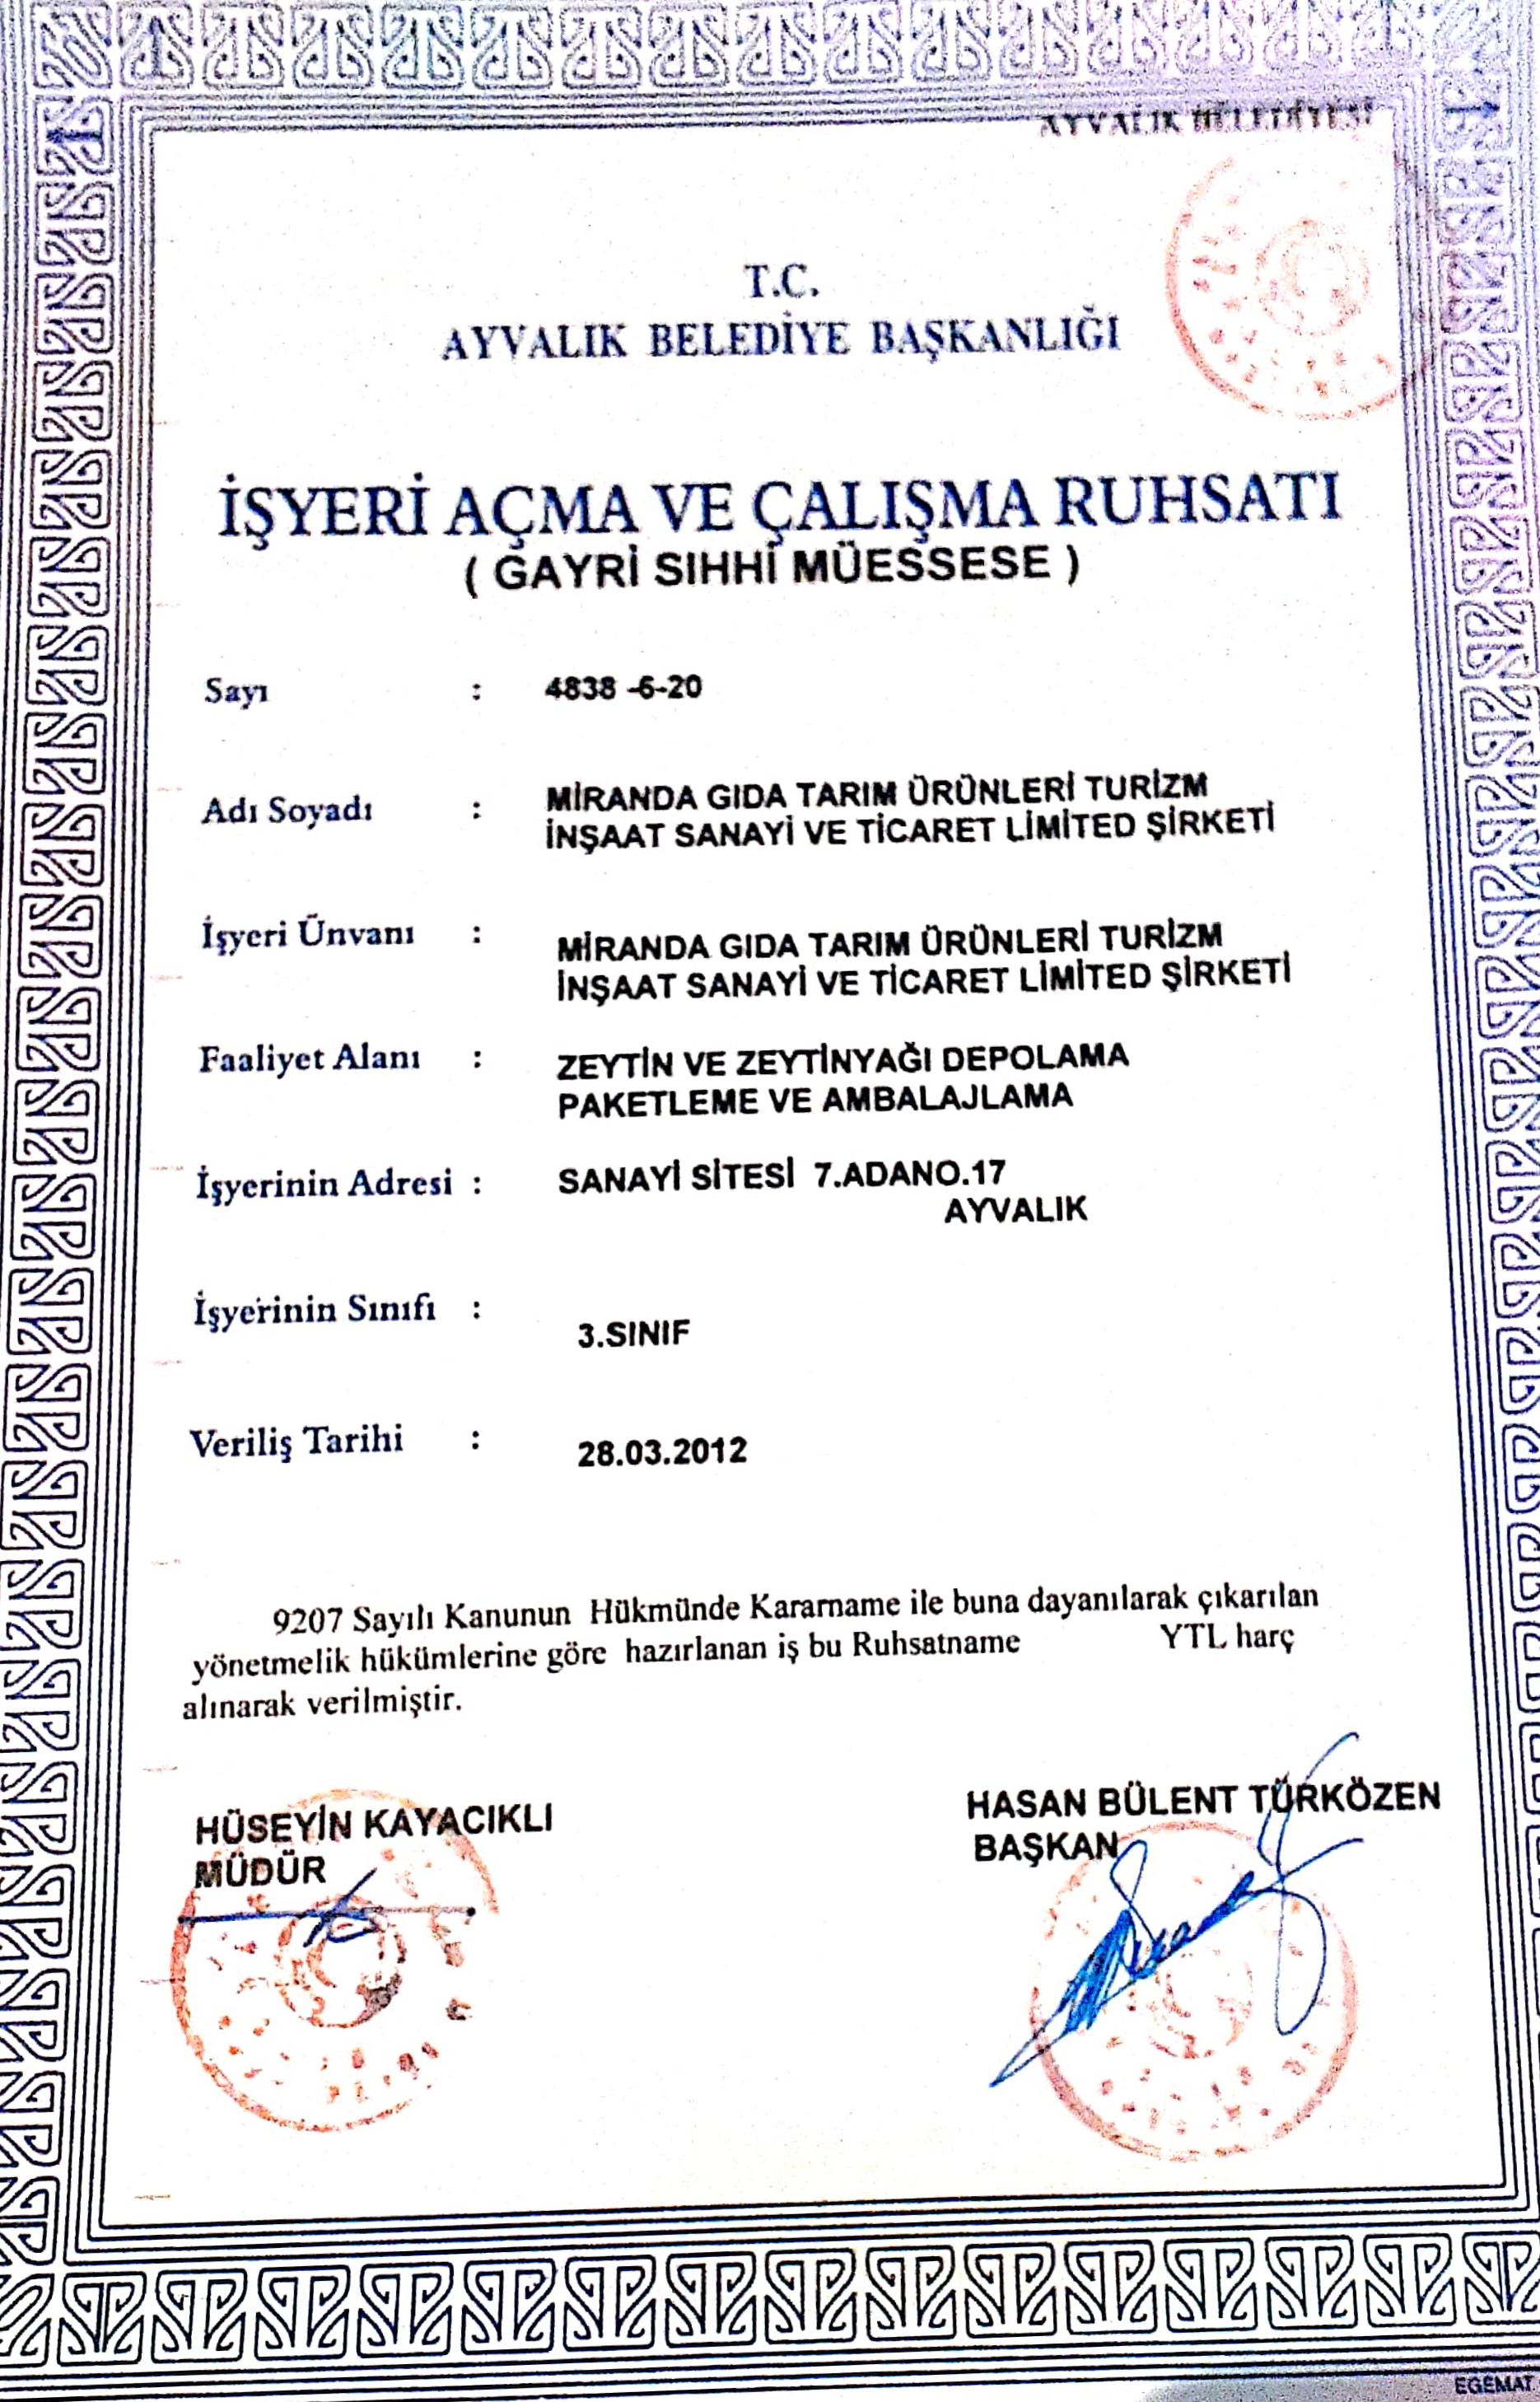 AYVALIK BELEDİYESİ
T.C.
AYVALIK BELEDİYE BAŞKANLIĞI
İŞYERİ AÇMA VE ÇALIŞMA RUHSATI
( GAYRİ SIHHİ MÜESSESE )
Sayı : 4838 -6-20
Adı Soyadı : MİRANDA GIDA TARIM ÜRÜNLERİ TURİZM
İNŞAAT SANAYİ VE TİCARET LİMİTED ŞİRKETİ
İşyeri Ünvanı : MİRANDA GIDA TARIM ÜRÜNLERİ TURİZM
İNŞAAT SANAYİ VE TİCARET LİMİTED ŞİRKETİ
Faaliyet Alanı : ZEYTİN VE ZEYTİNYAĞI DEPOLAMA
PAKETLEME VE AMBALAJLAMA
İşyerinin Adresi : SANAYİ SİTESİ 7.ADANO.17
AYVALIK
İşyerinin Sınıfı : 3.SINIF
Veriliş Tarihi : 28.03.2012
9207 Sayılı Kanunun Hükmünde Kararname ile buna dayanılarak çıkarılan
yönetmelik hükümlerine göre hazırlanan iş bu Ruhsatname YTL harç
alınarak verilmiştir.
HÜSEYİN KAYACIKLI
MÜDÜR
HASAN BÜLENT TÜRKÖZEN
BAŞKAN
EGEMAT